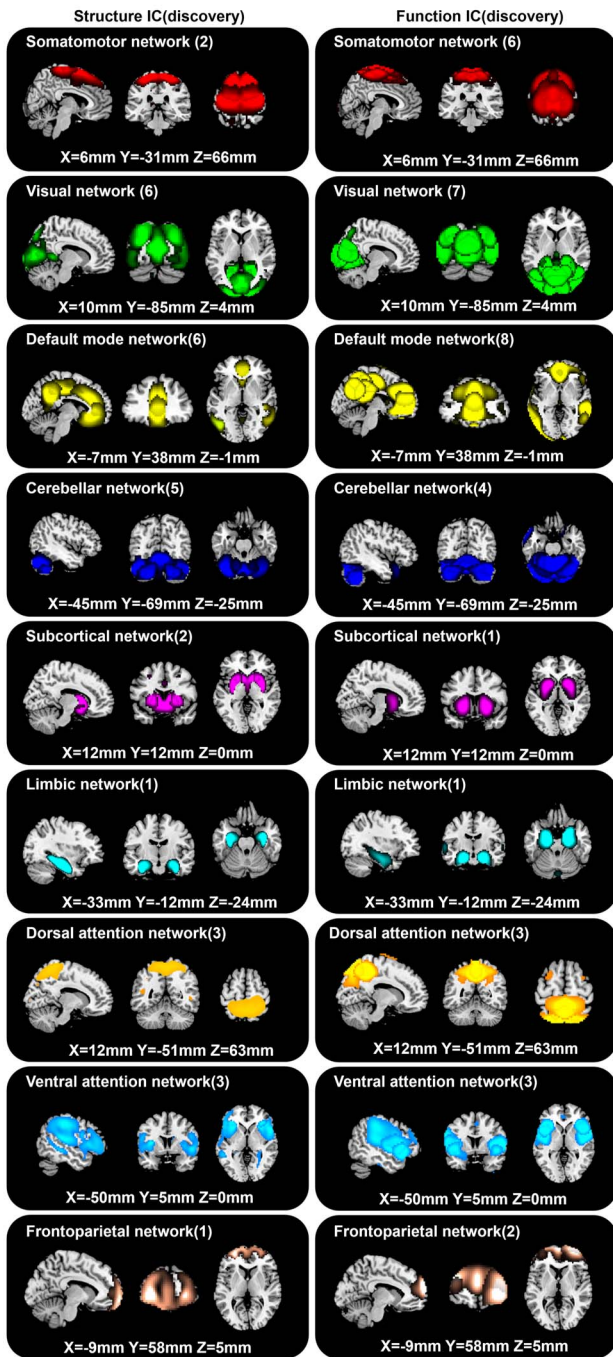 Structure IC(discovery)
Function IC(discovery)
Somatomotor network (2)
X=6mm Y=-31mm Z=66mm
Somatomotor network (6)
X=6mm Y=-31mm Z=66mm
Visual network (6)
X=10mm Y=-85mm Z=4mm
Visual network (7)
X=10mm Y=-85mm Z=4mm
Default mode network(6)
X=-7mm Y=38mm Z=-1mm
Default mode network(8)
X=-7mm Y=38mm Z=-1mm
Cerebellar network(5)
X=-45mm Y=-69mm Z=-25mm
Cerebellar network(4)
X=-45mm Y=-69mm Z=-25mm
Subcortical network(2)
X=12mm Y=12mm Z=0mm
Subcortical network(1)
X=12mm Y=12mm Z=0mm
Limbic network(1)
X=-33mm Y=-12mm Z=-24mm
Limbic network(1)
X=-33mm Y=-12mm Z=-24mm
Dorsal attention network(3)
X=12mm Y=-51mm Z=63mm
Dorsal attention network(3)
X=12mm Y=-51mm Z=63mm
Ventral attention network(3)
X=-50mm Y=5mm Z=0mm
Ventral attention network(3)
X=-50mm Y=5mm Z=0mm
Frontoparietal network(1)
X=-9mm Y=58mm Z=5mm
Frontoparietal network(2)
X=-9mm Y=58mm Z=5mm